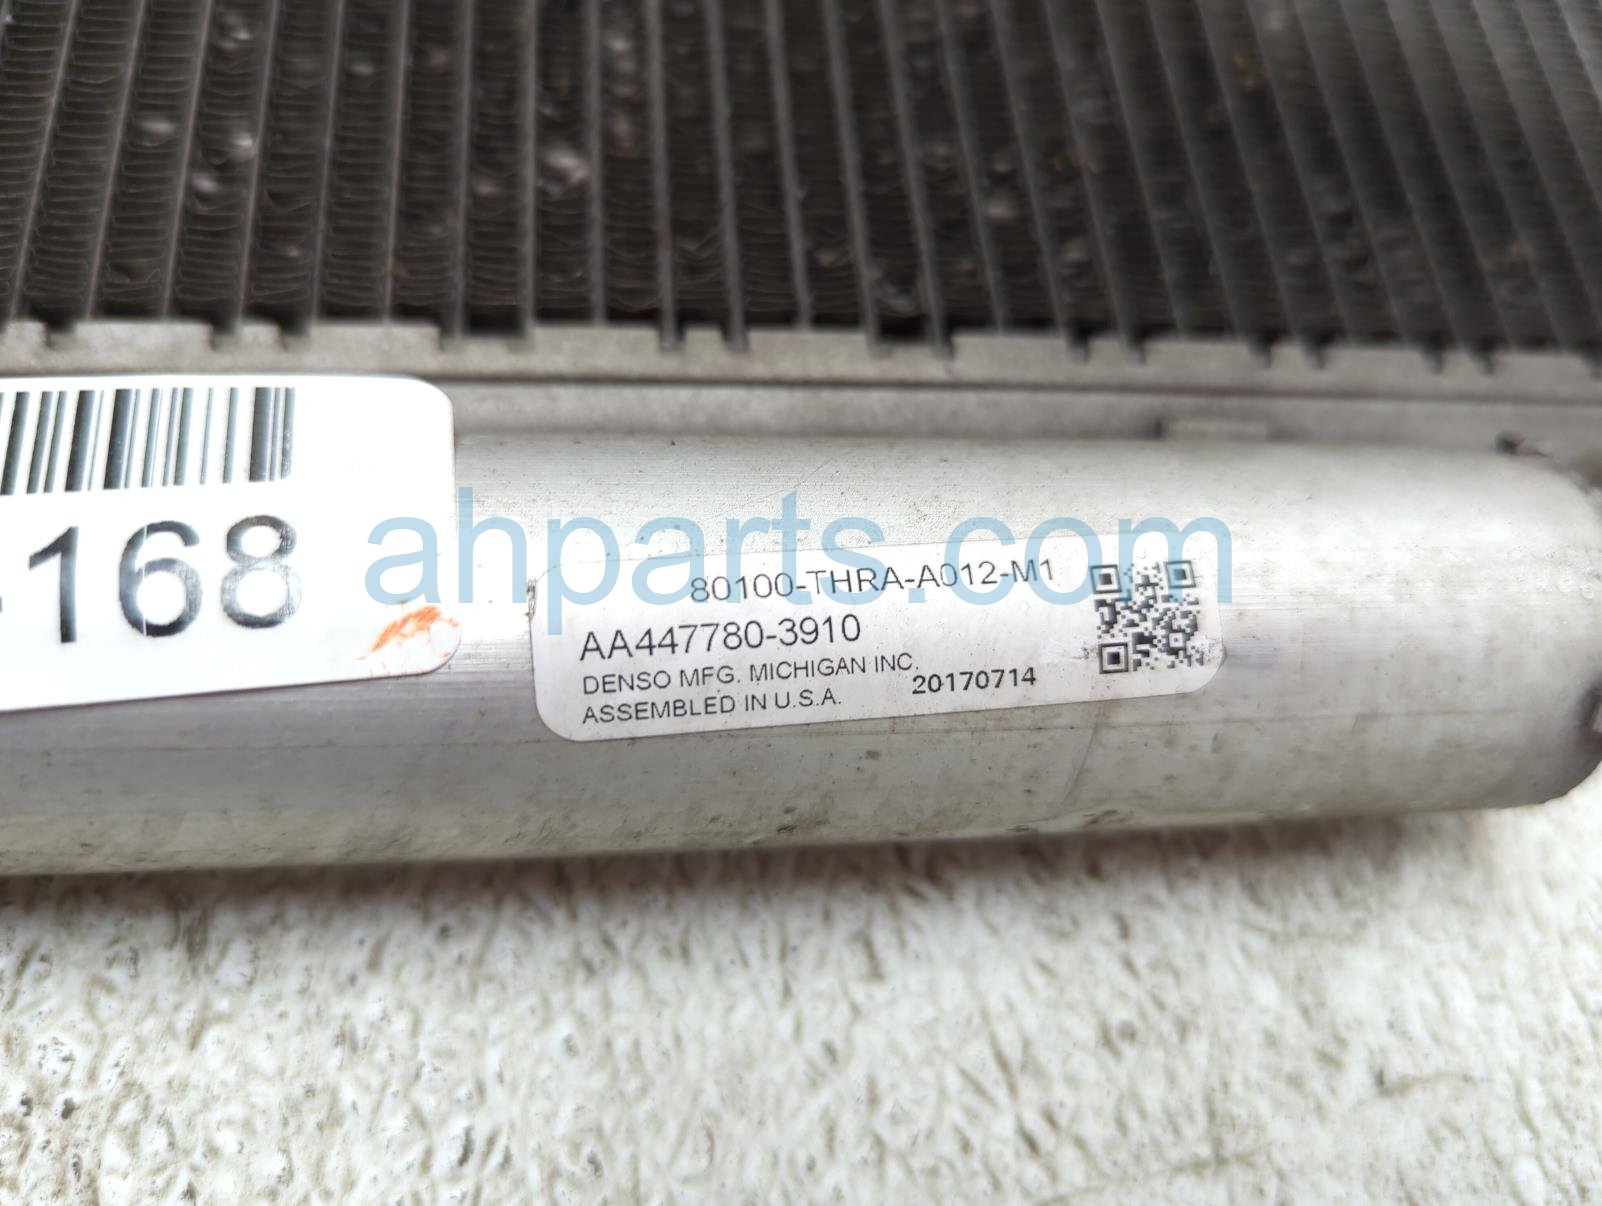 -168
ahparts.com
80100-THRA-A012-M1
AA447780-3910
DENSO MFG. MICHIGAN INC.
ASSEMBLED IN U.S.A. 20170714